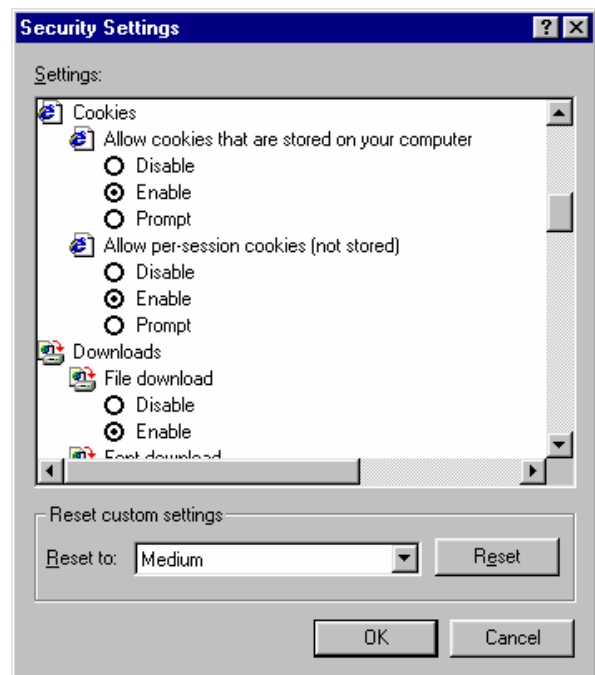 Security Settings
Settings:
Cookies
Allow cookies that are stored on your computer
Disable
Enable
Prompt
Allow per-session cookies (not stored)
Disable
Enable
Prompt
Downloads
File download
Disable
Enable
Font download
Reset custom settings
Reset to: Medium Reset
OK Cancel